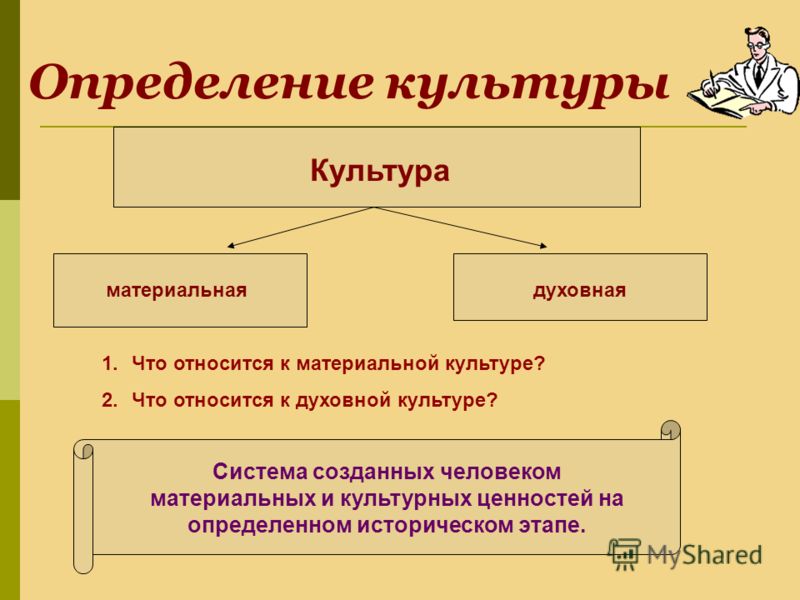 Определение культуры
Культура
материальная
духовная
1. Что относится к материальной культуре?
2. Что относится к духовной культуре?
Система созданных человеком
материальных и культурных ценностей на
определенном историческом этапе.
MyShared